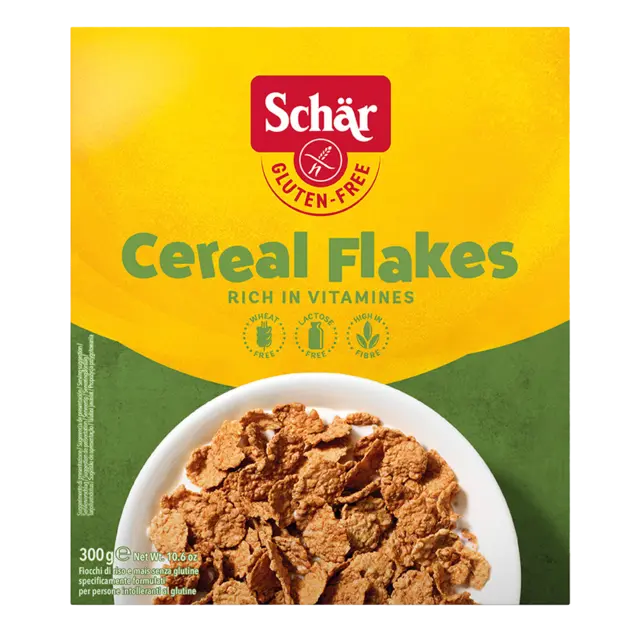 Schär
GLUTEN-FREE
Cereal Flakes
RICH IN VITAMINES
WHEAT FREE
LACTOSE FREE
HIGH IN FIBRE
300 g e Net Wt. 10.6 oz
Fiocchi di riso e mais senza glutine
specificamente formulati
per persone intolleranti al glutine